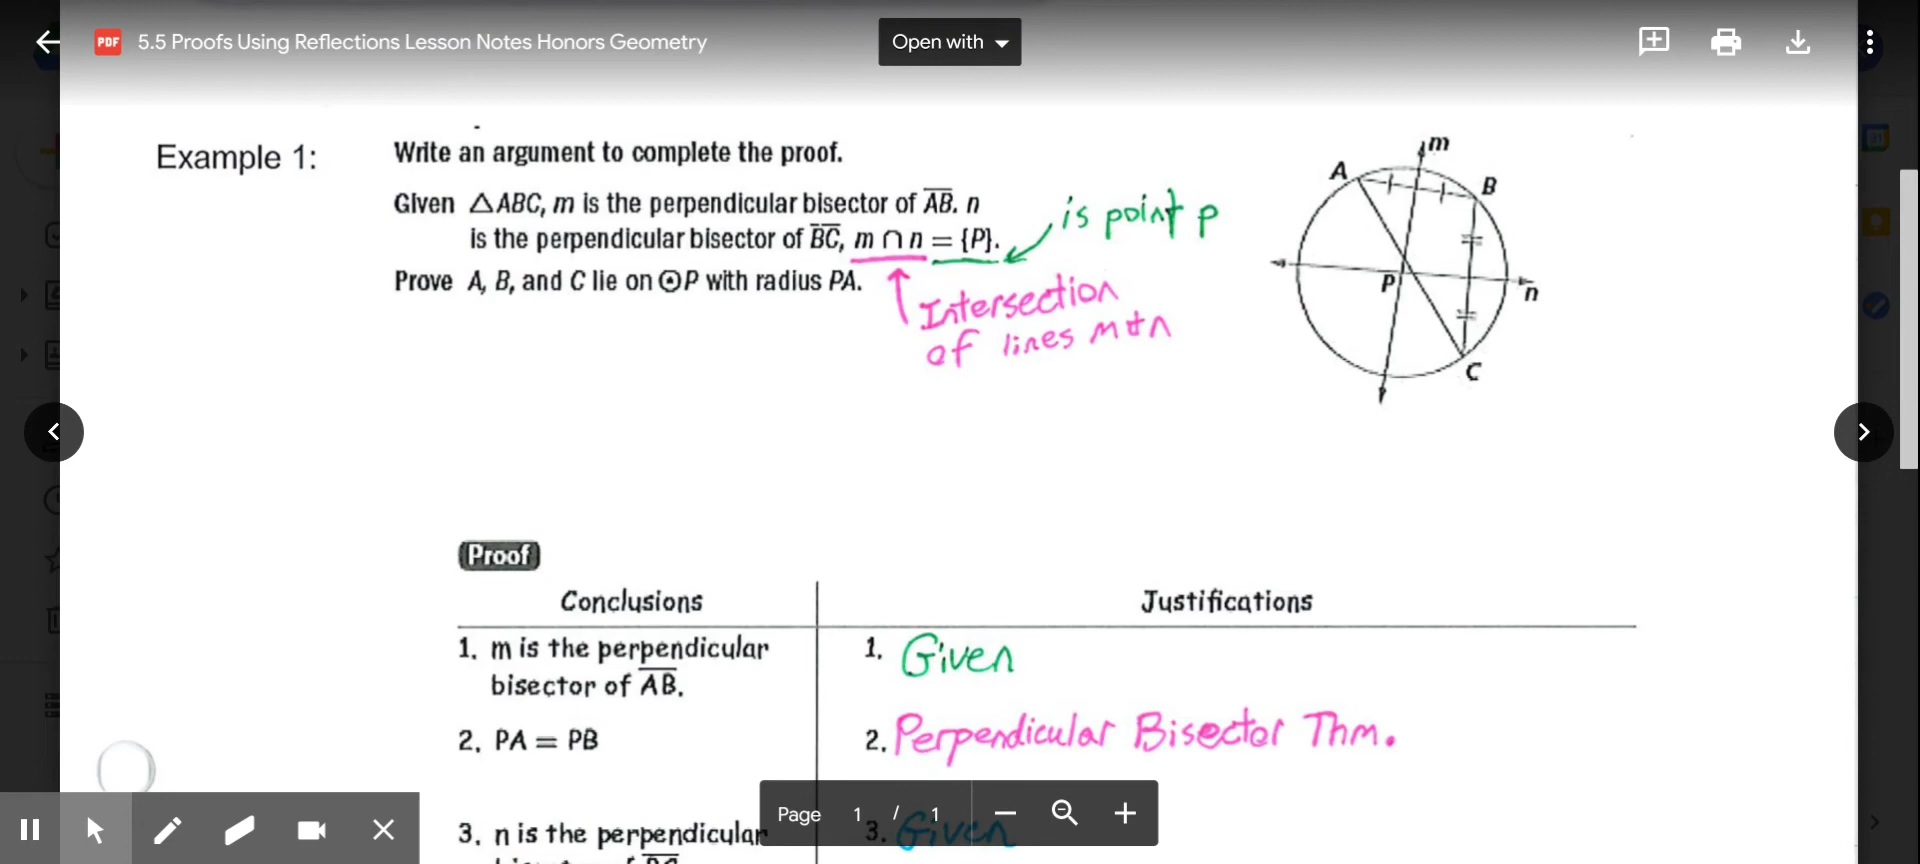 PDF 5.5 Proofs Using Reflections Lesson Notes Honors Geometry
Open with
Example 1:
Write an argument to complete the proof.
Given △ABC, m is the perpendicular bisector of A̅B̅. n
is the perpendicular bisector of B̅C̅, m ∩ n = {P}.
is point p
Prove A, B, and C lie on ⊙P with radius PA.
Intersection
of lines m + n
m
A
B
P
n
C
Proof
Conclusions
Justifications
1. m is the perpendicular
bisector of A̅B̅.
1. Given
2. PA = PB
2. Perpendicular Bisector Thm.
3. n is the perpendicular
3. Given
Page 1 / 1
31